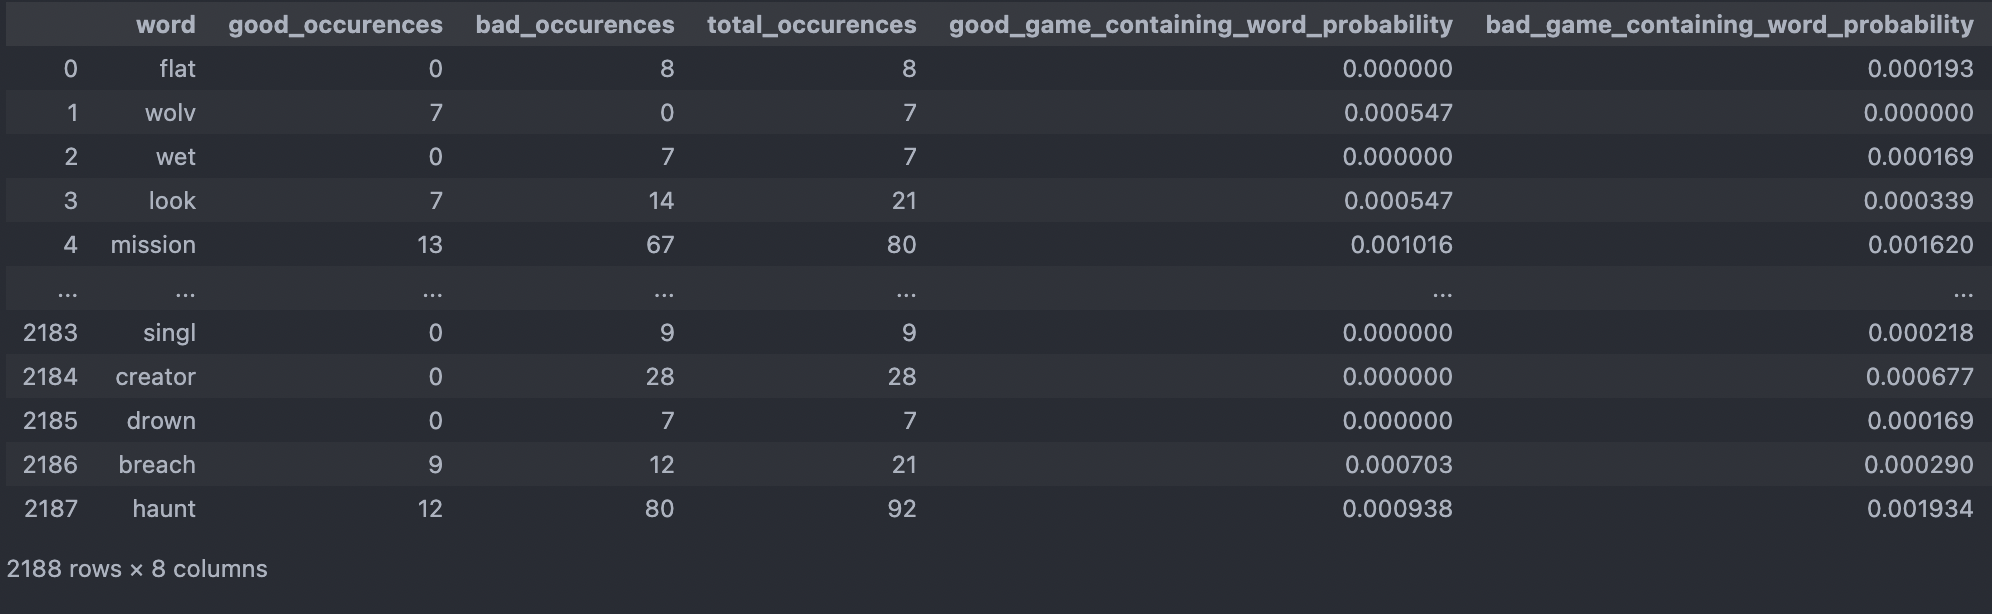 word good_occurences bad_occurences total_occurences good_game_containing_word_probability bad_game_containing_word_probability
0 flat 0 8 8 0.000000 0.000193
1 wolv 7 0 7 0.000547 0.000000
2 wet 0 7 7 0.000000 0.000169
3 look 7 14 21 0.000547 0.000339
4 mission 13 67 80 0.001016 0.001620
... ... ... ... ... ... ...
2183 singl 0 9 9 0.000000 0.000218
2184 creator 0 28 28 0.000000 0.000677
2185 drown 0 7 7 0.000000 0.000169
2186 breach 9 12 21 0.000703 0.000290
2187 haunt 12 80 92 0.000938 0.001934
2188 rows × 8 columns